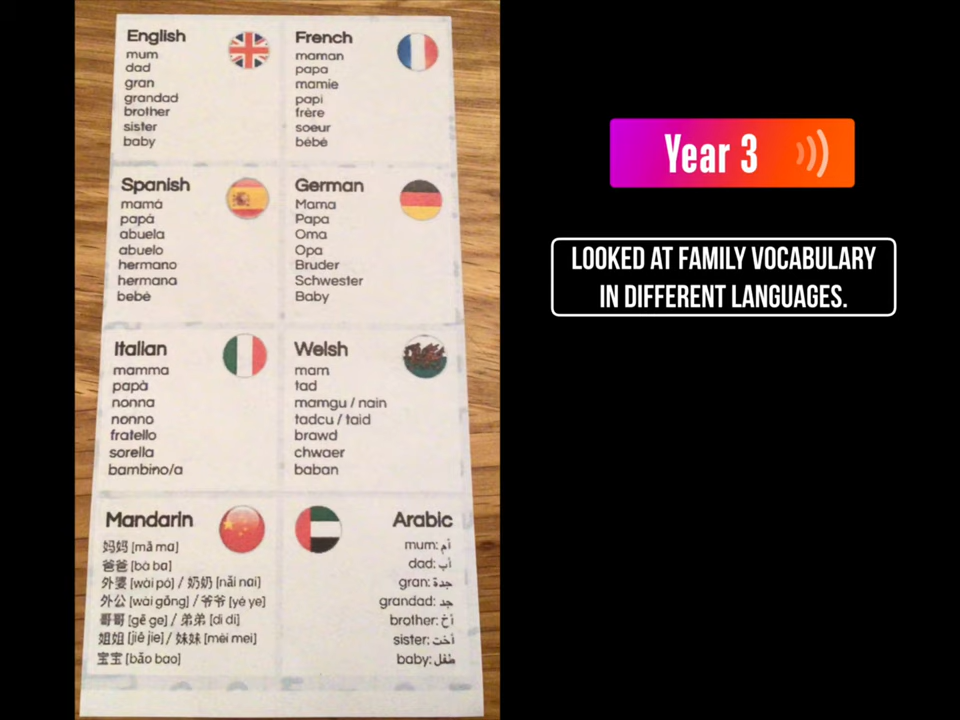 English
mum
dad
gran
grandad
brother
sister
baby
French
maman
papa
mamie
papi
frère
soeur
bébé
Spanish
mamá
papá
abuela
abuelo
hermano
hermana
bebé
German
Mama
Papa
Oma
Opa
Bruder
Schwester
Baby
Italian
mamma
papà
nonna
nonno
fratello
sorella
bambino/a
Welsh
mam
tad
mamgu / nain
tadcu / taid
brawd
chwaer
baban
Mandarin
妈妈 [mā ma]
爸爸 [bà ba]
外婆 [wài pó] / 奶奶 [nǎi nai]
外公 [wài gōng] / 爷爷 [yé ye]
哥哥 [gē ge] / 弟弟 [dì di]
姐姐 [jiě jie] / 妹妹 [mèi mei]
宝宝 [bǎo bao]
Arabic
mum: أم
dad: أب
gran: جدة
grandad: جد
brother: أخ
sister: أخت
baby: طفل
Year 3
LOOKED AT FAMILY VOCABULARY
IN DIFFERENT LANGUAGES.